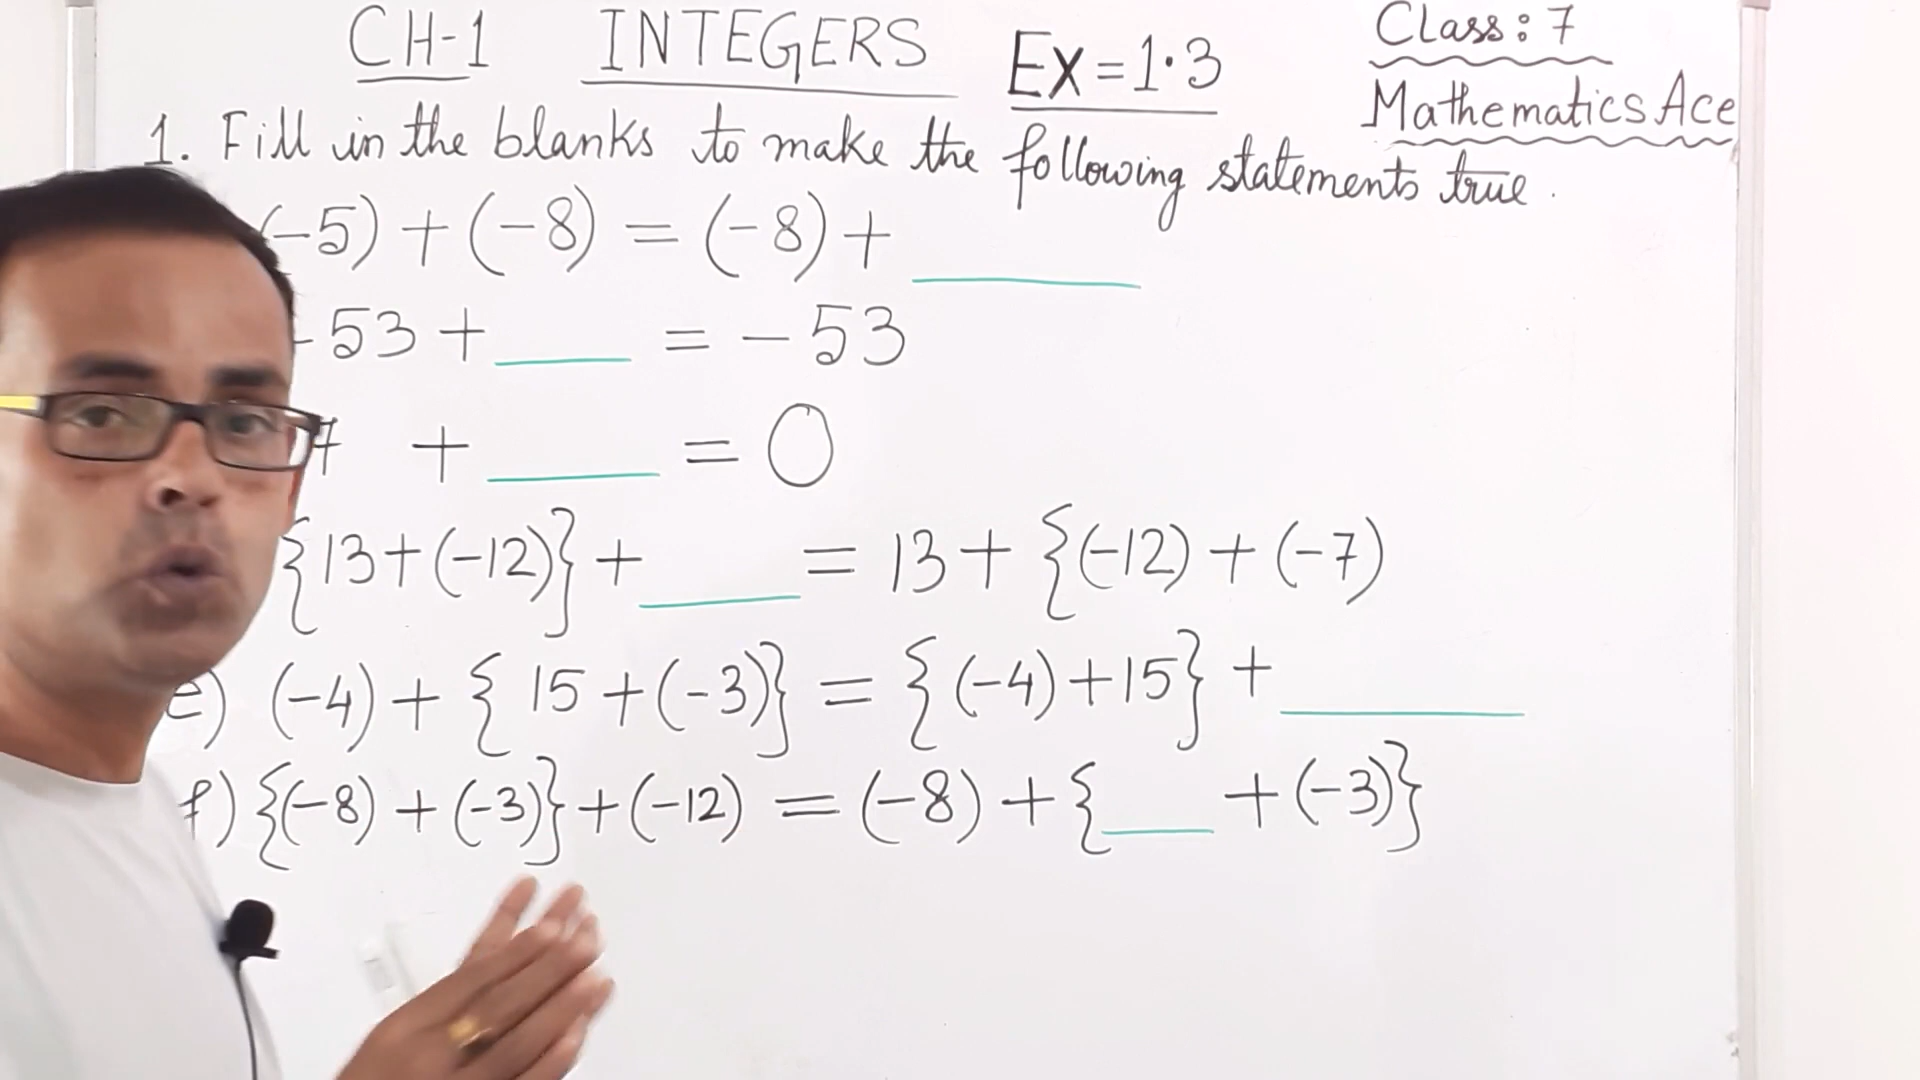 CH-1 INTEGERS Ex=1.3 Class: 7
Mathematics Ace
1. Fill in the blanks to make the following statements true.
(-5) + (-8) = (-8) + ____
-53 + ____ = -53
7 + ____ = 0
{13+(-12)} + ____ = 13 + {(-12) + (-7)
e) (-4) + { 15 + (-3)} = {(-4)+15} + ____
f) {(-8) + (-3)} + (-12) = (-8) + {____ + (-3)}